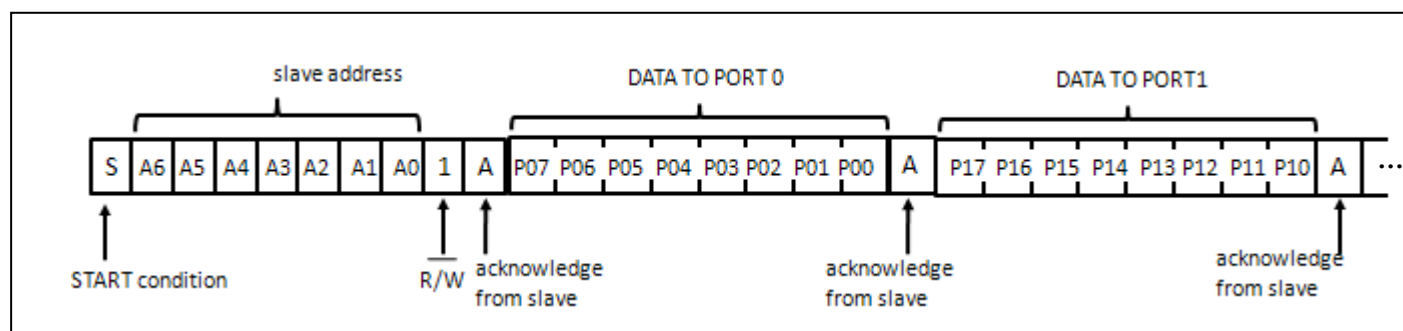 slave address DATA TO PORT 0 DATA TO PORT1
S A6 A5 A4 A3 A2 A1 A0 1 A P07 P06 P05 P04 P03 P02 P01 P00 A P17 P16 P15 P14 P13 P12 P11 P10 A ...
START condition R/W acknowledge from slave acknowledge from slave acknowledge from slave